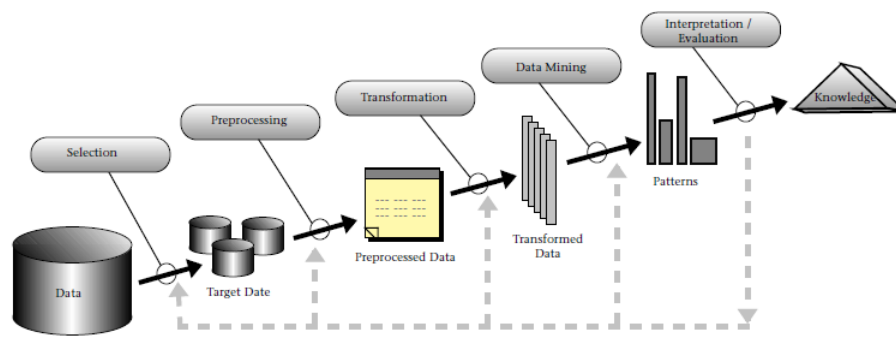 Interpretation /
Evaluation
Data Mining
Transformation
Preprocessing
Selection
Knowledge
Patterns
Transformed
Data
Preprocessed Data
Target Date
Data